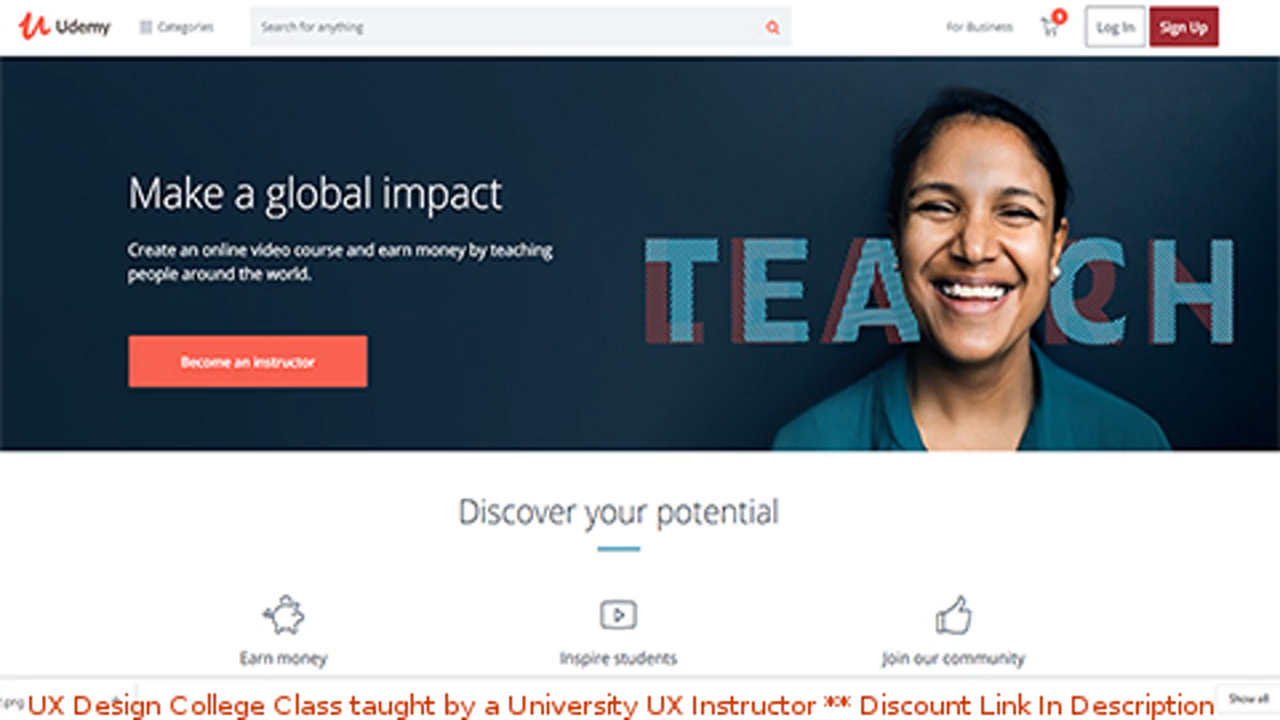 Udemy
Categories
Search for anything
For Business
Log In
Sign Up
Make a global impact
Create an online video course and earn money by teaching
people around the world.
TEACH
Become an instructor
Discover your potential
Earn money
Inspire students
Join our community
UX Design College Class taught by a University UX Instructor ** Discount Link In Description
Show all